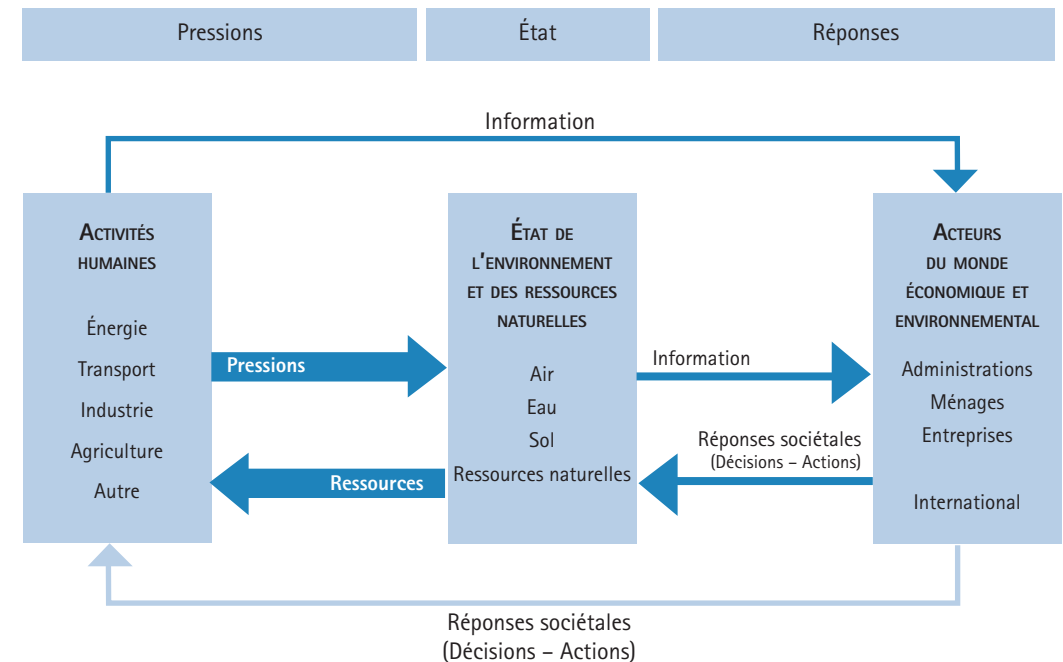 Pressions
État
Réponses
Information
ACTIVITÉS
HUMAINES
Énergie
Transport
Industrie
Agriculture
Autre
Pressions
Ressources
ÉTAT DE
L'ENVIRONNEMENT
ET DES RESSOURCES
NATURELLES
Air
Eau
Sol
Ressources naturelles
Information
Réponses sociétales
(Décisions – Actions)
ACTEURS
DU MONDE
ÉCONOMIQUE ET
ENVIRONNEMENTAL
Administrations
Ménages
Entreprises
International
Réponses sociétales
(Décisions – Actions)